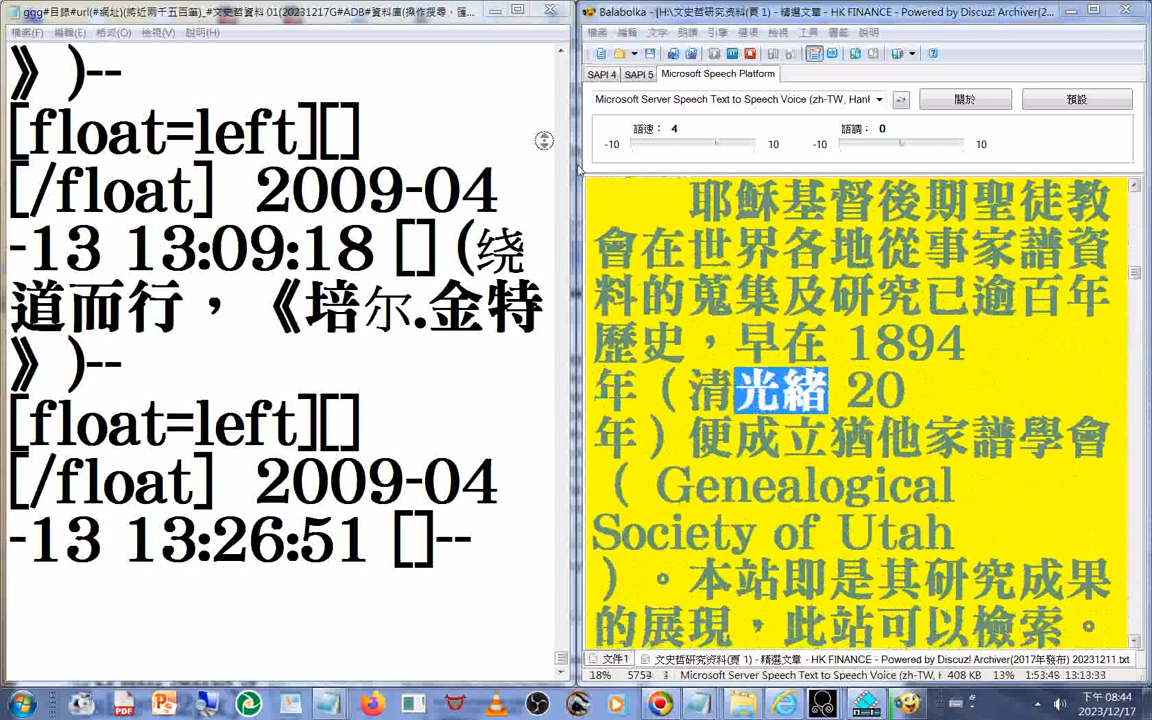 ggg#目錄#url(#網址)(將近兩千五百筆)_#文史哲資料 01(20231217G#ADB#資料庫(操作搜尋，匯...
檔案(F) 編輯(E) 格式(O) 檢視(V) 說明(H)
》)--
[float=left][]
[/float] 2009-04
-13 13:09:18 [] (绕
道而行，《培尔.金特
》)--
[float=left][]
[/float] 2009-04
-13 13:26:51 []--
Balabolka - [H:\文史哲研究资料(頁 1) - 精選文章 - HK FINANCE - Powered by Discuz! Archiver(2...
檔案 編輯 文字 朗讀 引擎 選項 檢視 工具 書籤 說明
SAPI 4 SAPI 5 Microsoft Speech Platform
Microsoft Server Speech Text to Speech Voice (zh-TW, HanH
關於 預設
語速： 4 語調： 0
-10 10 -10 10
耶穌基督後期聖徒教
會在世界各地從事家譜資
料的蒐集及研究已逾百年
歷史，早在 1894
年（清光緒 20
年）便成立猶他家譜學會
（ Genealogical
Society of Utah
）。本站即是其研究成果
的展現，此站可以檢索。
文件1 文史哲研究资料(頁 1) - 精選文章 - HK FINANCE - Powered by Discuz! Archiver(2017年發布) 20231211.txt
18% Microsoft Server Speech Text to Speech Voice 408 KB 13% 1:53:48 13:13:33
下午 08:44
2023/12/17